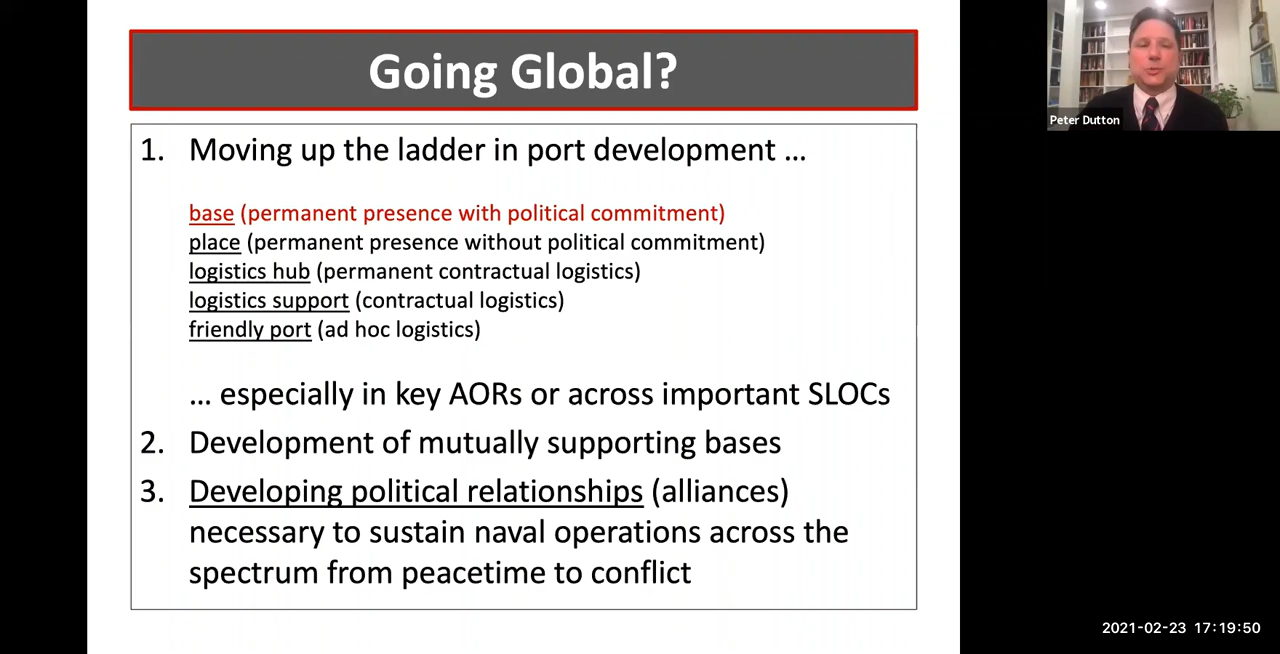 Going Global?
1. Moving up the ladder in port development …
base (permanent presence with political commitment)
place (permanent presence without political commitment)
logistics hub (permanent contractual logistics)
logistics support (contractual logistics)
friendly port (ad hoc logistics)
… especially in key AORs or across important SLOCs
2. Development of mutually supporting bases
3. Developing political relationships (alliances)
necessary to sustain naval operations across the
spectrum from peacetime to conflict
Peter Dutton
2021-02-23 17:19:50